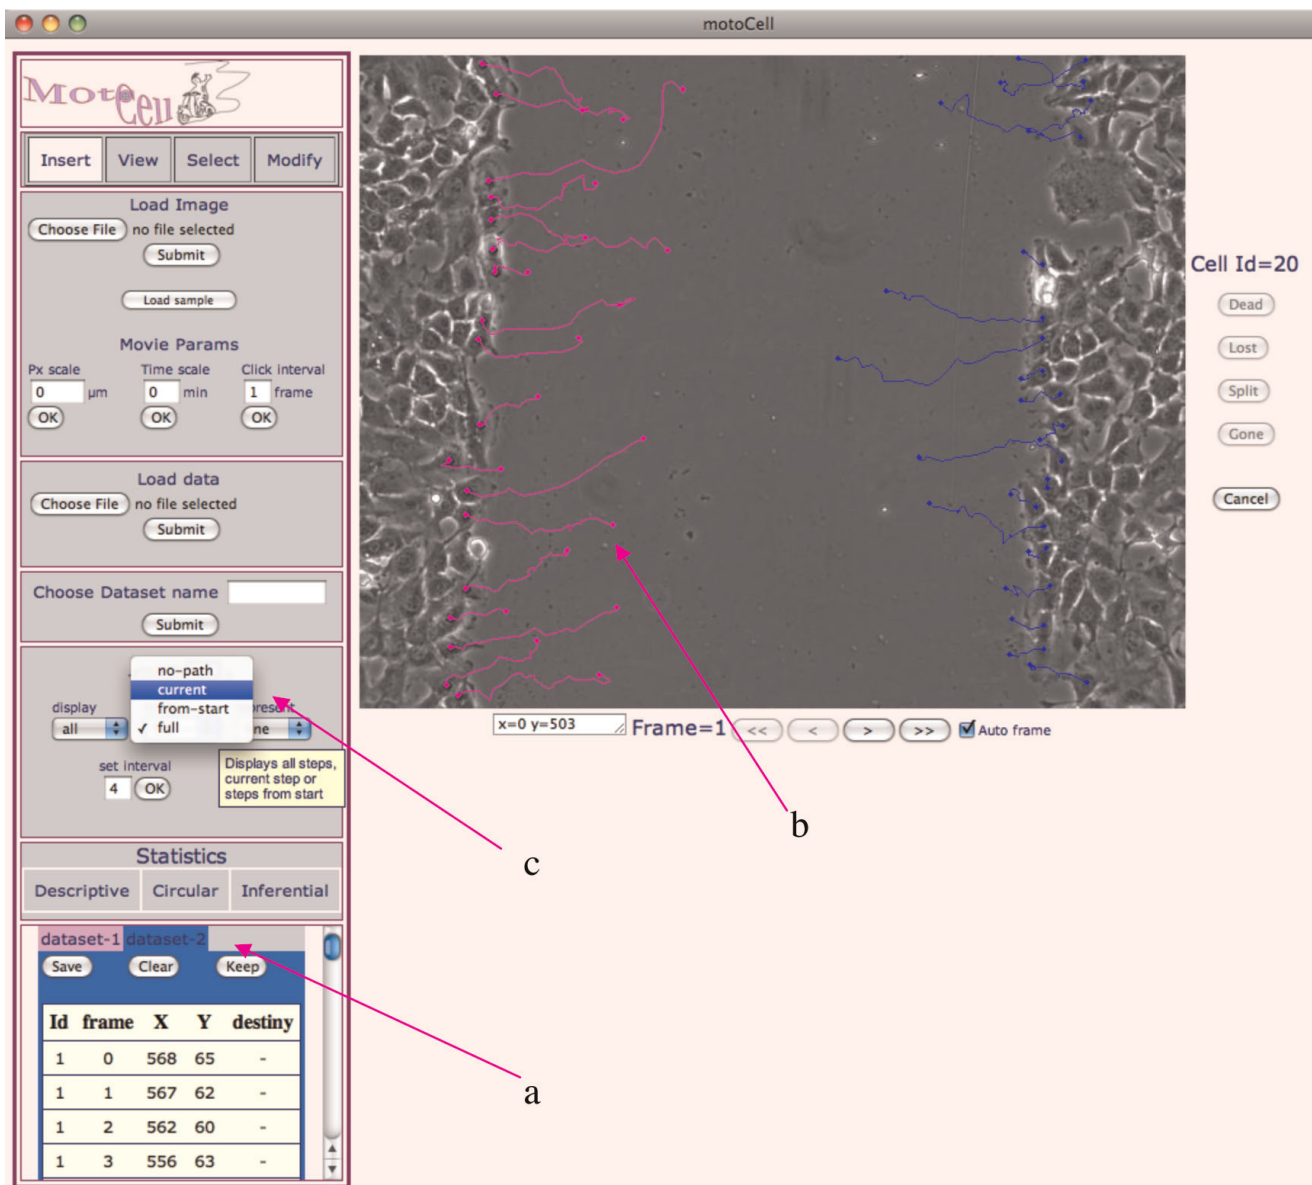 motoCell
MotoCell
Insert View Select Modify
Load Image
Choose File no file selected
Submit
Load sample
Movie Params
Px scale Time scale Click interval
0 μm 0 min 1 frame
OK OK OK
Load data
Choose File no file selected
Submit
Choose Dataset name
Submit
no-path
current
from-start
✓ full
display
all
set interval
4 OK
Displays all steps,
current step or
steps from start
Statistics
Descriptive Circular Inferential
dataset-1 dataset-2
Save Clear Keep
Id frame X Y destiny
1 0 568 65 -
1 1 567 62 -
1 2 562 60 -
1 3 556 63 -
x=0 y=503 Frame=1 << < > >> Auto frame
Cell Id=20
Dead
Lost
Split
Gone
Cancel
b
c
a